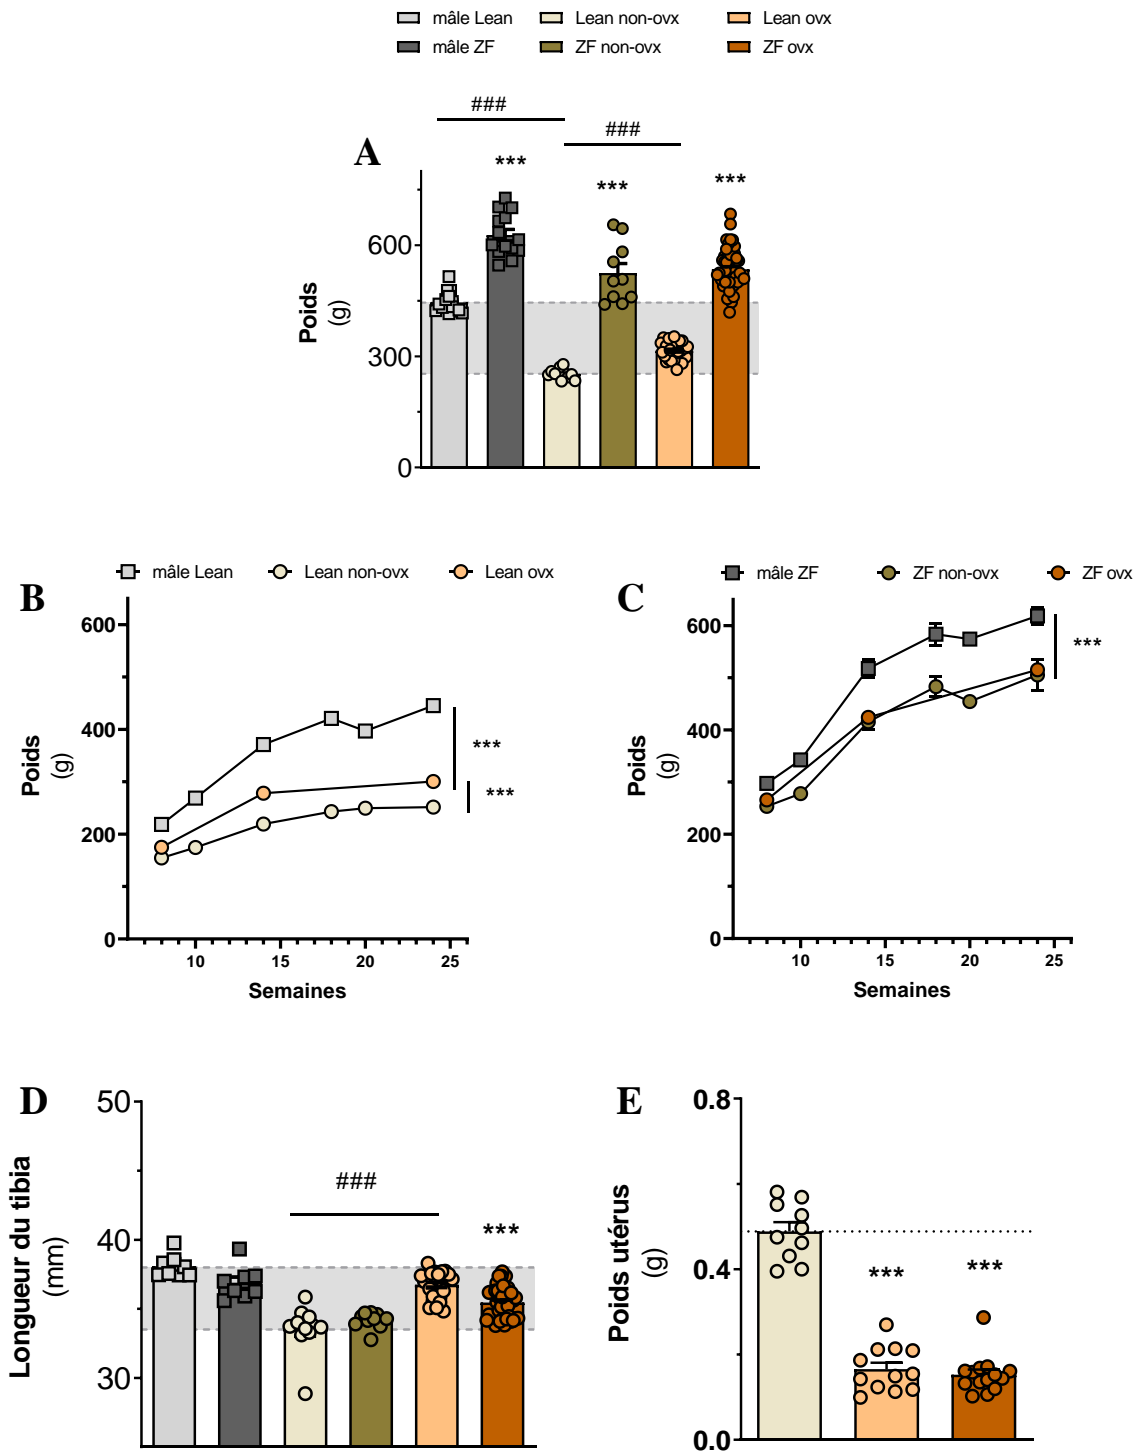 mâle Lean
Lean non-ovx
Lean ovx
mâle ZF
ZF non-ovx
ZF ovx
###
###
A
***
***
***
600
300
0
Poids
(g)
mâle Lean
Lean non-ovx
Lean ovx
B
600
400
200
0
Poids
(g)
***
***
10
15
20
25
Semaines
mâle ZF
ZF non-ovx
ZF ovx
C
600
400
200
0
Poids
(g)
***
10
15
20
25
Semaines
D
50
40
30
Longueur du tibia
(mm)
###
***
E
0.8
0.4
0.0
Poids utérus
(g)
***
***